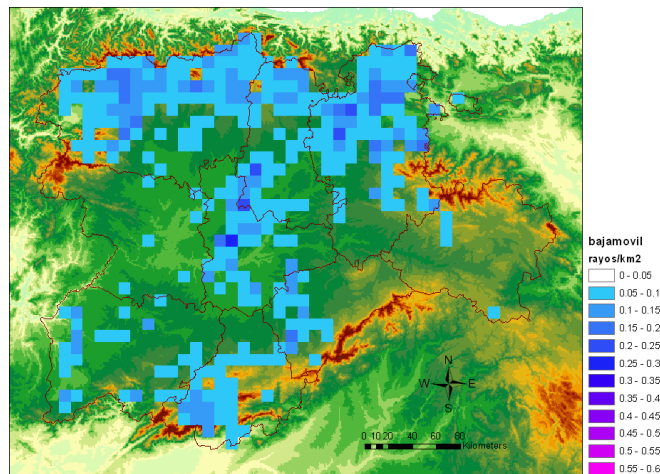 bajamovil
rayos/km2
0 - 0.05
0.05 - 0.1
0.1 - 0.15
0.15 - 0.2
0.2 - 0.25
0.25 - 0.3
0.3 - 0.35
0.35 - 0.4
0.4 - 0.45
0.45 - 0.5
0.5 - 0.55
0.55 - 0.6
N
W E
S
0 10 20 40 60 80
Kilometers